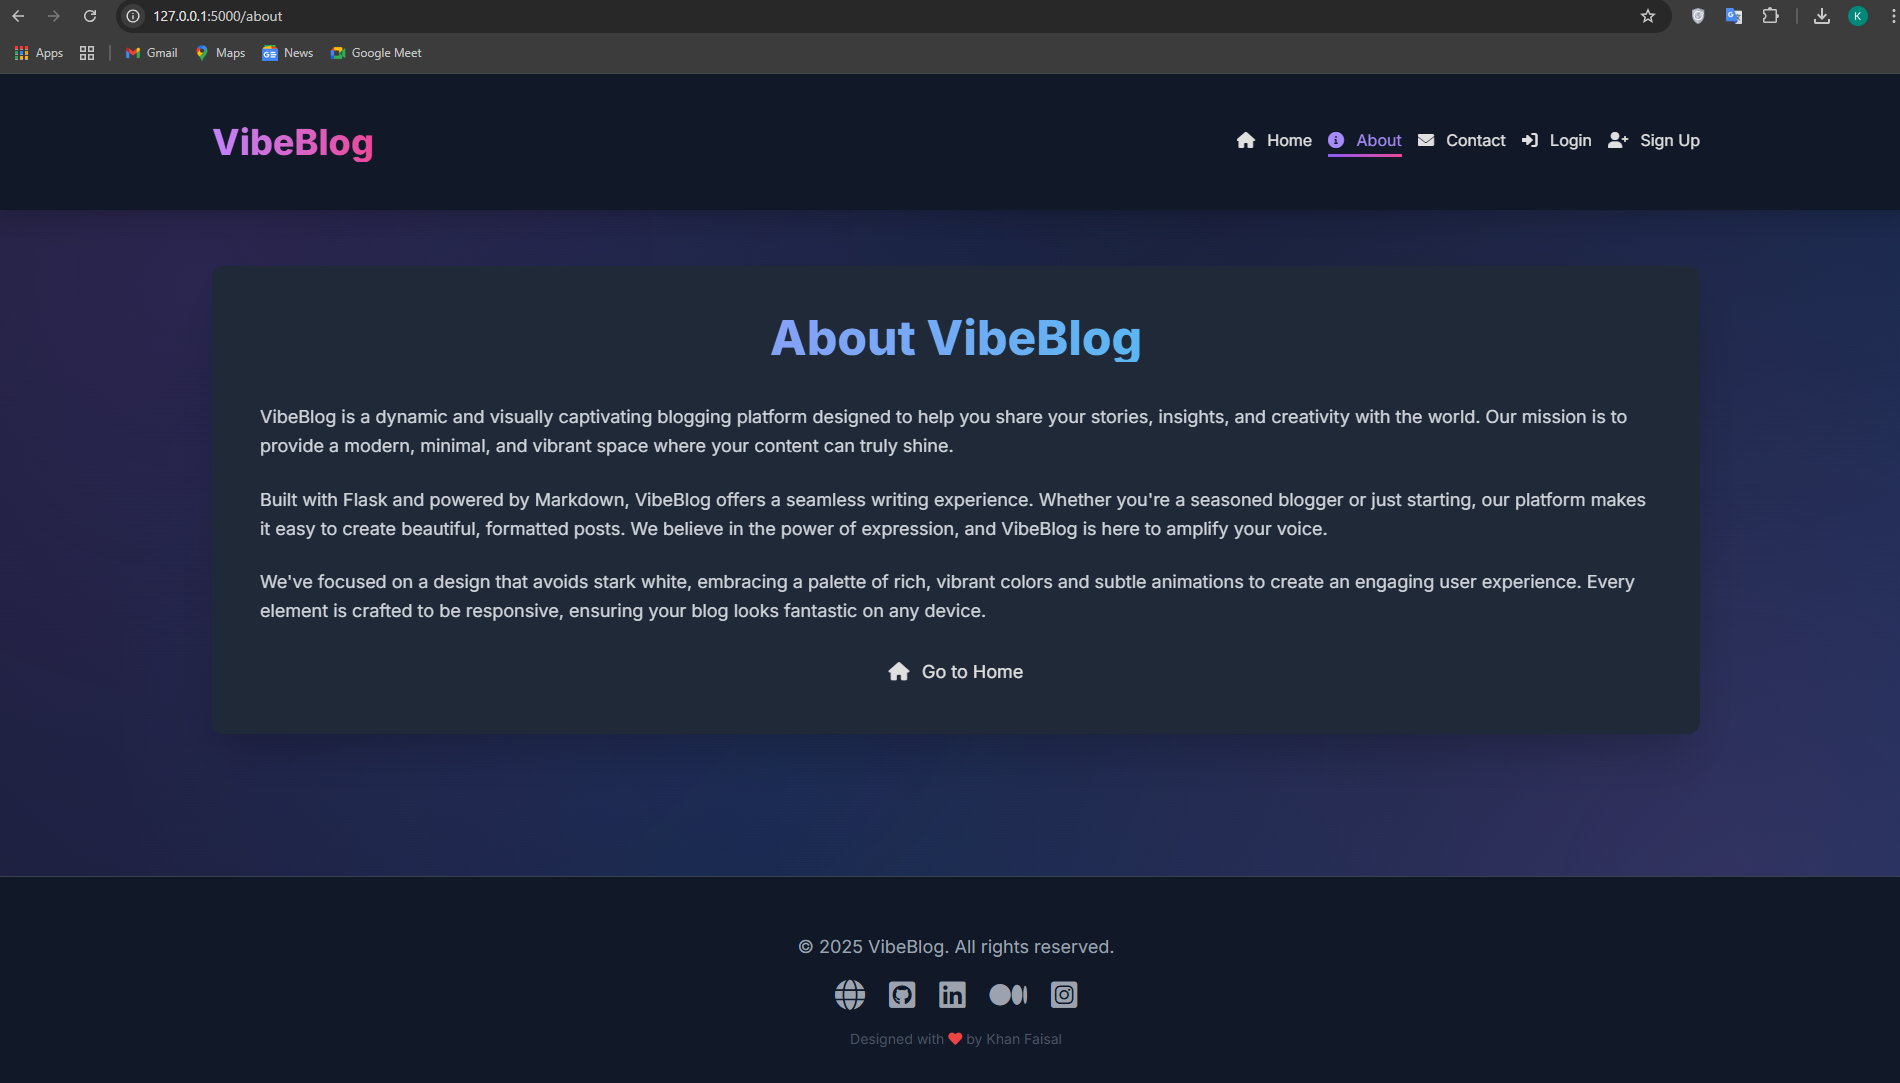 127.0.0.1:5000/about
K
Apps
Gmail
Maps
News
Google Meet
VibeBlog
Home
About
Contact
Login
Sign Up
About VibeBlog
VibeBlog is a dynamic and visually captivating blogging platform designed to help you share your stories, insights, and creativity with the world. Our mission is to
provide a modern, minimal, and vibrant space where your content can truly shine.
Built with Flask and powered by Markdown, VibeBlog offers a seamless writing experience. Whether you're a seasoned blogger or just starting, our platform makes
it easy to create beautiful, formatted posts. We believe in the power of expression, and VibeBlog is here to amplify your voice.
We've focused on a design that avoids stark white, embracing a palette of rich, vibrant colors and subtle animations to create an engaging user experience. Every
element is crafted to be responsive, ensuring your blog looks fantastic on any device.
Go to Home
© 2025 VibeBlog. All rights reserved.
in
Designed with ❤ by Khan Faisal